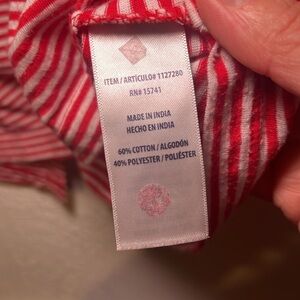 ITEM / ARTÍCULO# 1127280
RN# 15741
MADE IN INDIA
HECHO EN INDIA
60% COTTON / ALGODÓN
40% POLYESTER / POLIÉSTER